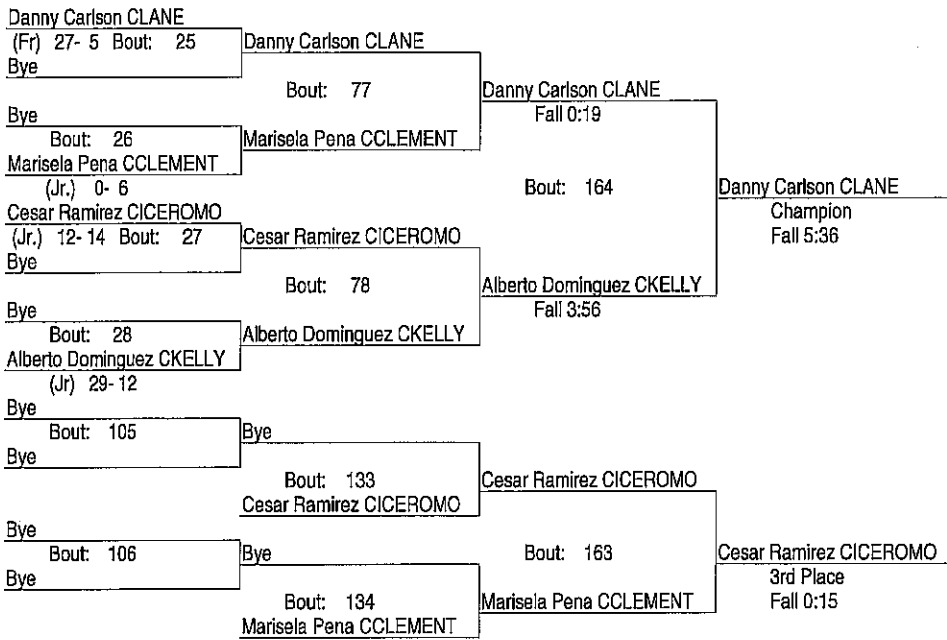 Danny Carlson CLANE
(Fr) 27- 5 Bout: 25
Bye
Danny Carlson CLANE
Bout: 77
Danny Carlson CLANE
Fall 0:19
Bye
Bout: 26
Marisela Pena CCLEMENT
Marisela Pena CCLEMENT
(Jr.) 0- 6
Bout: 164
Danny Carlson CLANE
Champion
Fall 5:36
Cesar Ramirez CICEROMO
(Jr.) 12- 14 Bout: 27
Cesar Ramirez CICEROMO
Bye
Bout: 78
Alberto Dominguez CKELLY
Fall 3:56
Bye
Bout: 28
Alberto Dominguez CKELLY
Alberto Dominguez CKELLY
(Jr) 29- 12
Bye
Bout: 105
Bye
Bye
Bout: 133
Cesar Ramirez CICEROMO
Cesar Ramirez CICEROMO
Bye
Bout: 106
Bye
Bye
Bout: 163
Cesar Ramirez CICEROMO
3rd Place
Fall 0:15
Bout: 134
Marisela Pena CCLEMENT
Marisela Pena CCLEMENT